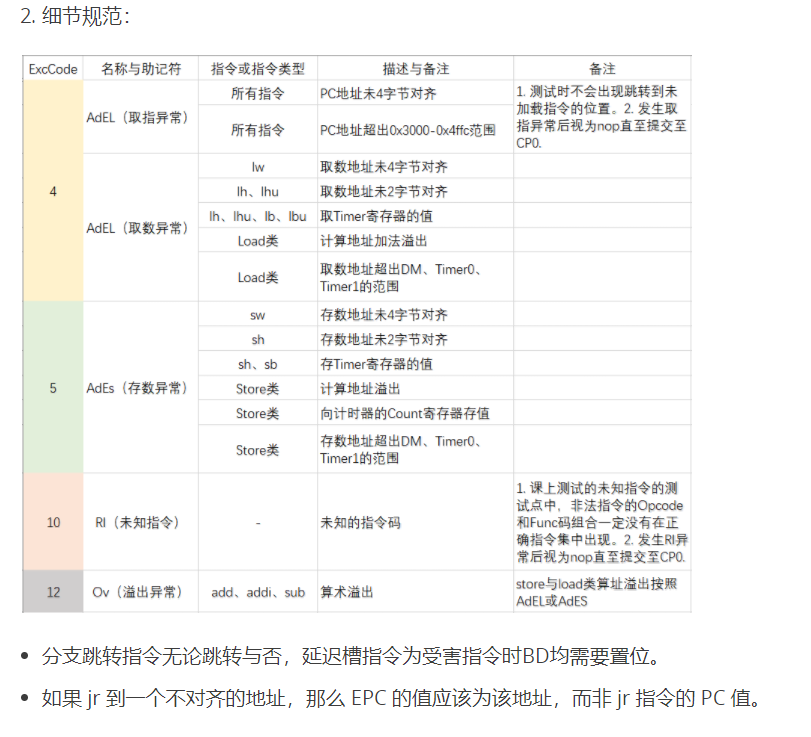 2. 细节规范：
ExcCode 名称与助记符 指令或指令类型 描述与备注 备注
4
AdEL（取指异常）
所有指令 PC地址未4字节对齐
所有指令 PC地址超出0x3000-0x4ffc范围
1. 测试时不会出现跳转到未
加载指令的位置。2. 发生取
指异常后视为nop直至提交至
CP0.
AdEL（取数异常）
lw 取数地址未4字节对齐
lh、lhu 取数地址未2字节对齐
lh、lhu、lb、lbu 取Timer寄存器的值
Load类 计算地址加法溢出
Load类 取数地址超出DM、Timer0、
Timer1的范围
5
AdEs（存数异常）
sw 存数地址未4字节对齐
sh 存数地址未2字节对齐
sh、sb 存Timer寄存器的值
Store类 计算地址溢出
Store类 向计时器的Count寄存器存值
Store类 存数地址超出DM、Timer0、
Timer1的范围
10 RI（未知指令） - 未知的指令码
1. 课上测试的未知指令的测
试点中，非法指令的Opcode
和Func码组合一定没有在正
确指令集中出现。2. 发生RI异
常后视为nop直至提交至CP0.
12 Ov（溢出异常） add、addi、sub 算术溢出
store与load类算址溢出按照
AdEL或AdES
• 分支跳转指令无论跳转与否，延迟槽指令为受害指令时BD均需要置位。
• 如果 jr 到一个不对齐的地址，那么 EPC 的值应该为该地址，而非 jr 指令的 PC 值。